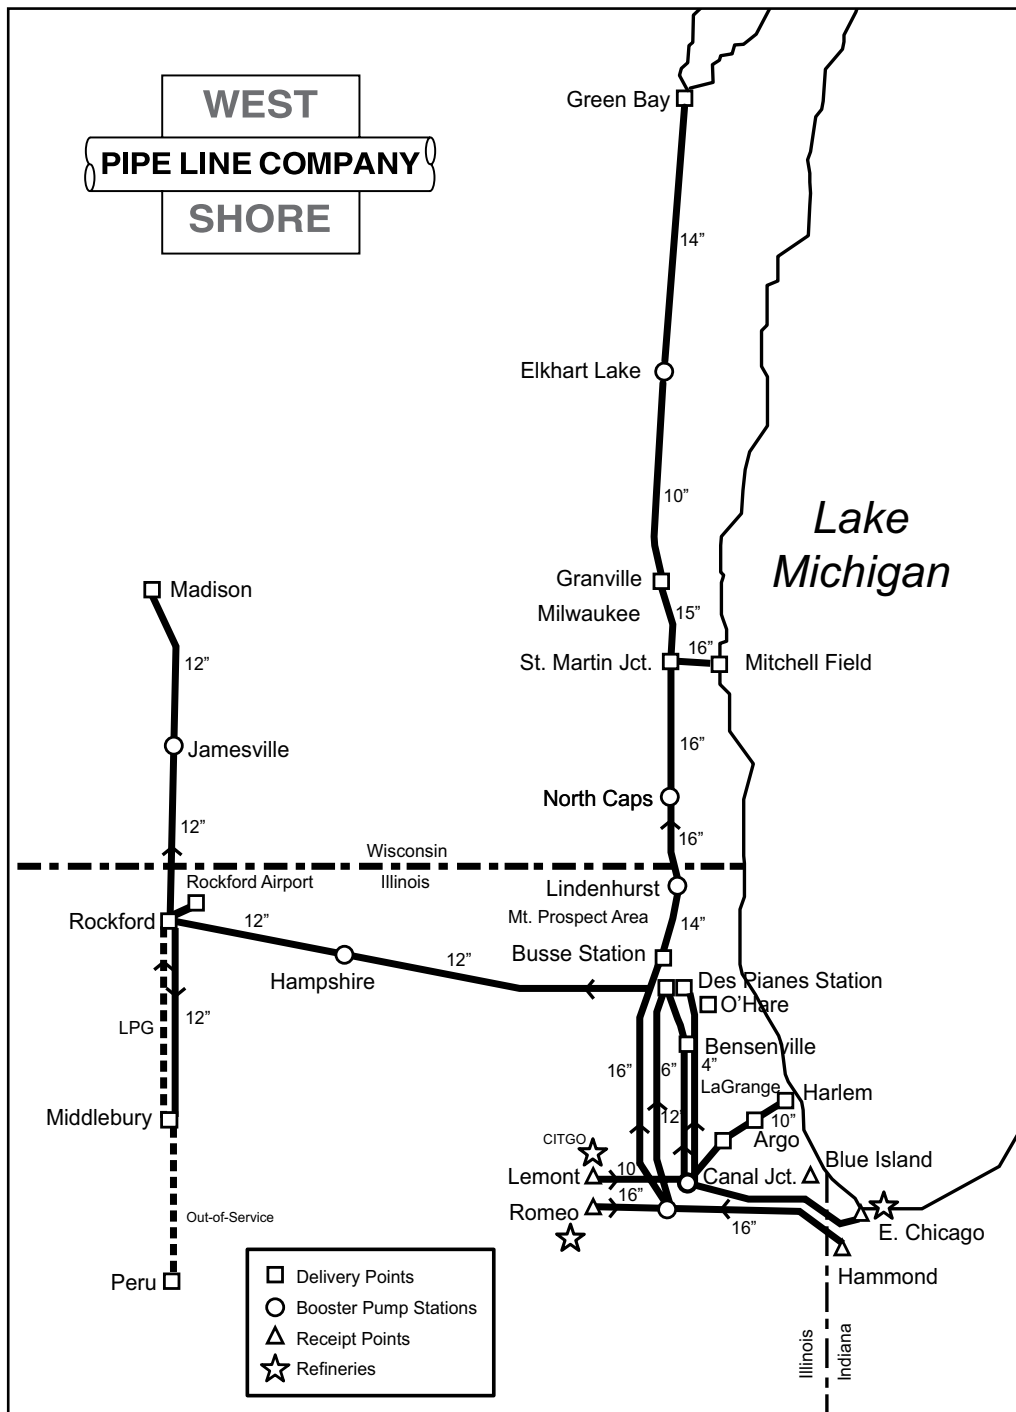 WEST
PIPE LINE COMPANY
SHORE
Green Bay
14”
Elkhart Lake
10”
Lake
Michigan
Granville
Milwaukee
15”
16”
St. Martin Jct.
Mitchell Field
Madison
12”
Jamesville
16”
North Caps
12”
16”
Wisconsin
Illinois
Rockford Airport
Lindenhurst
Rockford
12”
Mt. Prospect Area
14”
Busse Station
12”
Hampshire
Des Pianes Station
O’Hare
LPG
12”
Bensenville
16”
6”
4”
LaGrange
Harlem
Middlebury
12”
10”
Argo
CITGO
Blue Island
Lemont
10
Canal Jct.
Romeo
16”
16”
E. Chicago
Out-of-Service
Hammond
Peru
Delivery Points
Booster Pump Stations
Receipt Points
Refineries
Illinois
Indiana